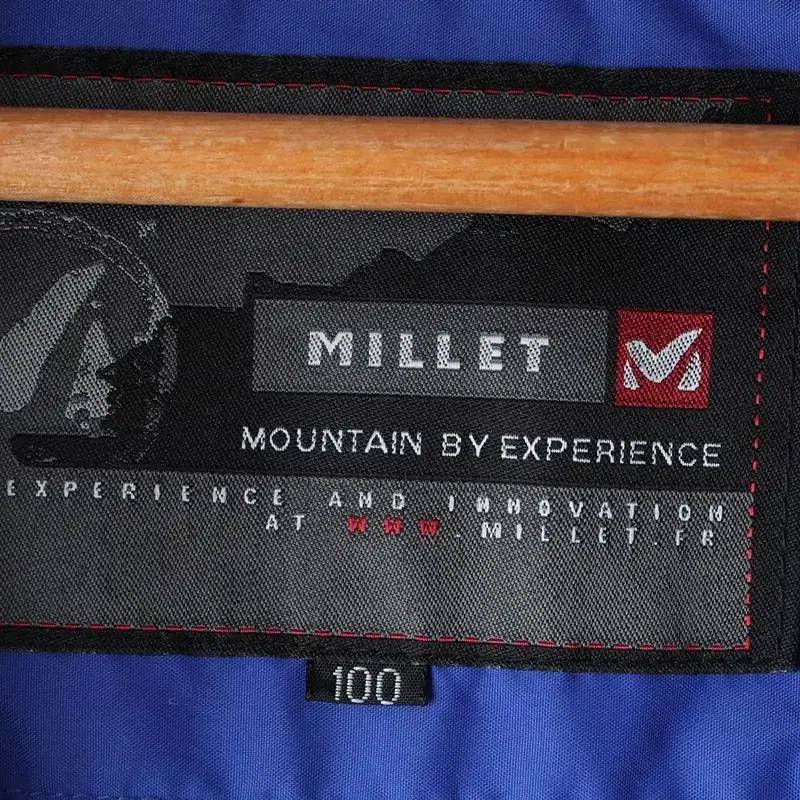 MILLET
MOUNTAIN BY EXPERIENCE
EXPERIENCE AND INNOVATION
AT WWW.MILLET.FR
100